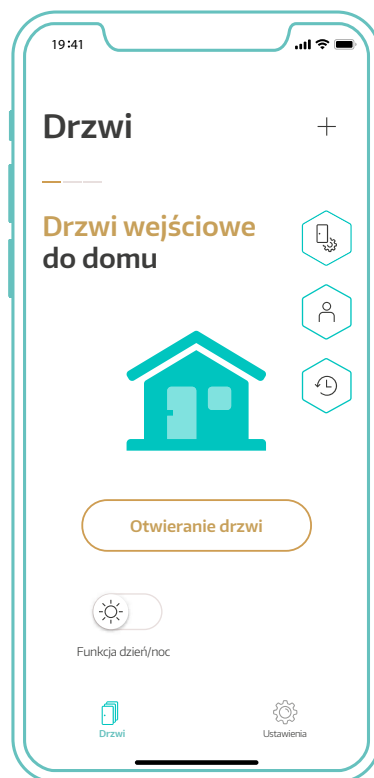 19:41
Drzwi
Drzwi wejściowe
do domu
Otwieranie drzwi
Funkcja dzień/noc
Drzwi
Ustawienia